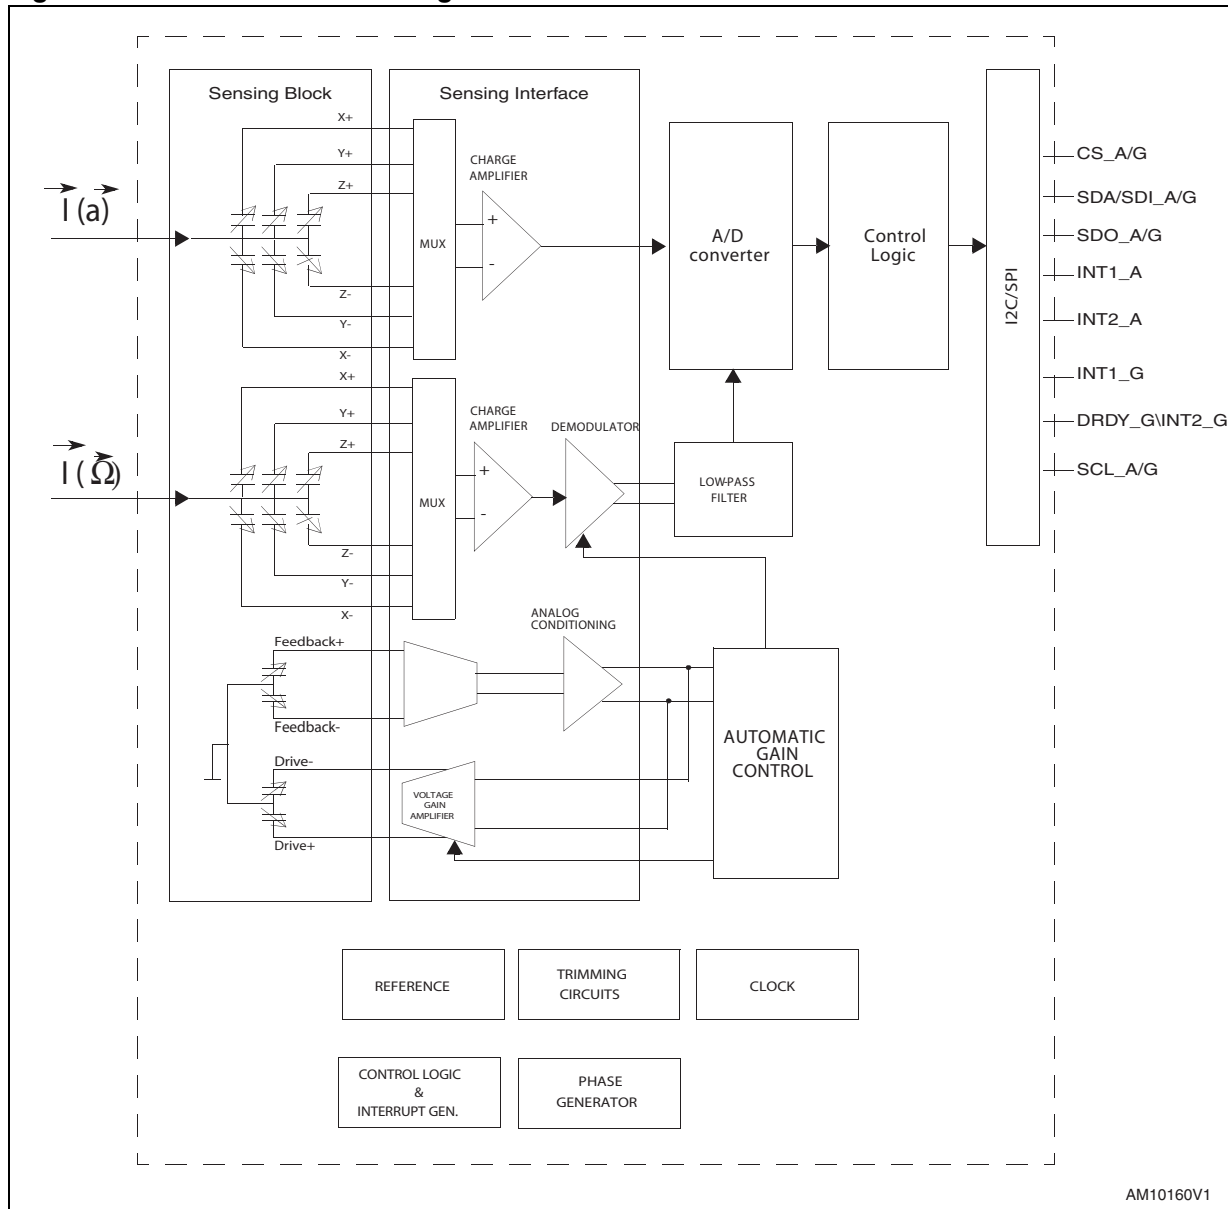 Sensing Block
Sensing Interface
X+
Y+
Z+
Z-
Y-
X-
I (a)
MUX
CHARGE
AMPLIFIER
+
-
A/D
converter
Control
Logic
I2C/SPI
CS_A/G
SDA/SDI_A/G
SDO_A/G
INT1_A
INT2_A
INT1_G
DRDY_G\INT2_G
SCL_A/G
X+
Y+
Z+
Z-
Y-
X-
I (Ω)
MUX
CHARGE
AMPLIFIER
+
-
DEMODULATOR
LOW-PASS
FILTER
Feedback+
Feedback-
Drive-
Drive+
ANALOG
CONDITIONING
VOLTAGE
GAIN
AMPLIFIER
AUTOMATIC
GAIN
CONTROL
REFERENCE
TRIMMING
CIRCUITS
CLOCK
CONTROL LOGIC
&
INTERRUPT GEN.
PHASE
GENERATOR
AM10160V1